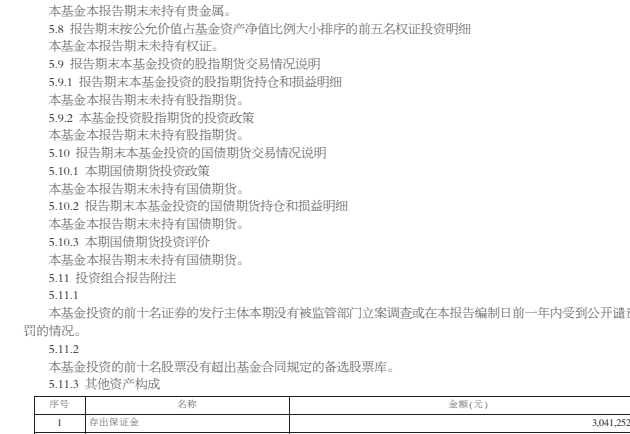 本基金本报告期末未持有贵金属。
5.8 报告期末按公允价值占基金资产净值比例大小排序的前五名权证投资明细
本基金本报告期末未持有权证。
5.9 报告期末本基金投资的股指期货交易情况说明
5.9.1 报告期末本基金投资的股指期货持仓和损益明细
本基金本报告期末未持有股指期货。
5.9.2 本基金投资股指期货的投资政策
本基金本报告期末未持有股指期货。
5.10 报告期末本基金投资的国债期货交易情况说明
5.10.1 本期国债期货投资政策
本基金本报告期末未持有国债期货。
5.10.2 报告期末本基金投资的国债期货持仓和损益明细
本基金本报告期末未持有国债期货。
5.10.3 本期国债期货投资评价
本基金本报告期末未持有国债期货。
5.11 投资组合报告附注
5.11.1
本基金投资的前十名证券的发行主体本期没有被监管部门立案调查或在本报告编制日前一年内受到公开谴
罚的情况。
5.11.2
本基金投资的前十名股票没有超出基金合同规定的备选股票库。
5.11.3 其他资产构成
序号 名称 金额(元)
1 存出保证金 3,041,252